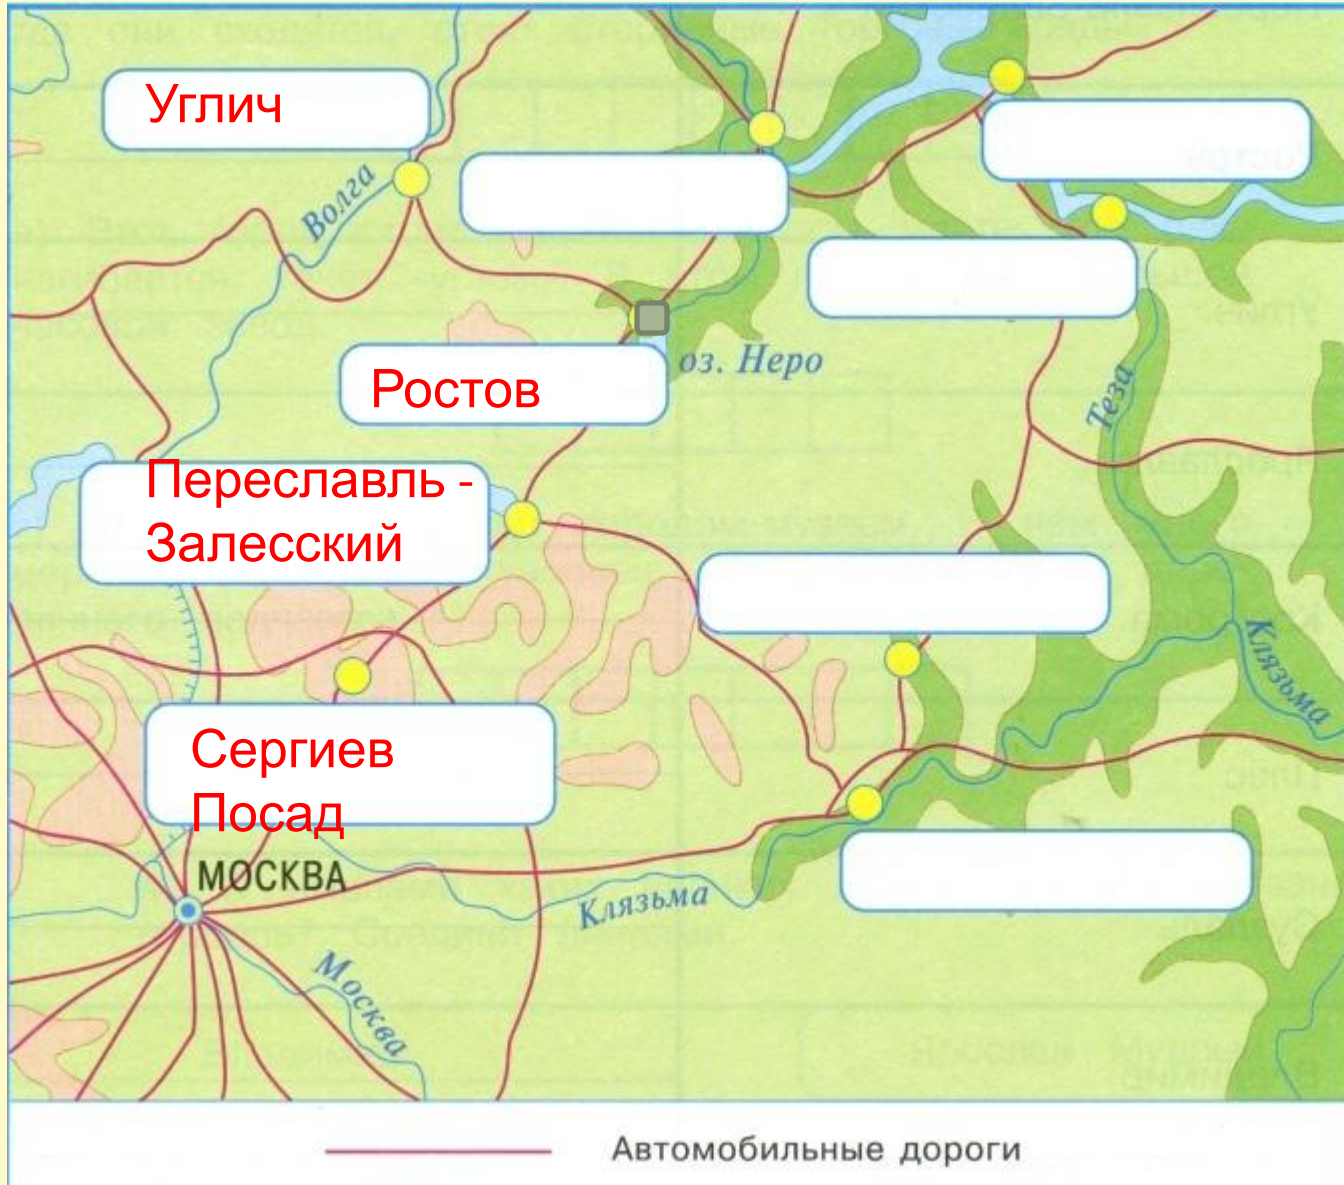 Углич
Волга
Ростов
оз. Неро
Теза
Переславль -
Залесский
Клязьма
Сергиев
Посад
МОСКВА
Клязьма
Москва
Автомобильные дороги